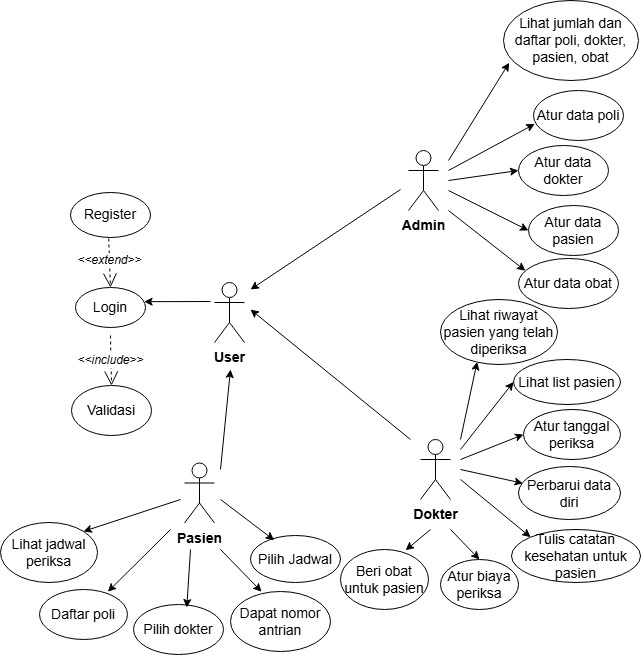 Lihat jumlah dan
daftar poli, dokter,
pasien, obat
Atur data poli
Atur data
dokter
Atur data
pasien
Atur data obat
Admin
Register
<<extend>>
Login
<<include>>
Validasi
User
Lihat riwayat
pasien yang telah
diperiksa
Lihat list pasien
Atur tanggal
periksa
Perbarui data
diri
Tulis catatan
kesehatan untuk
pasien
Dokter
Beri obat
untuk pasien
Atur biaya
periksa
Pasien
Lihat jadwal
periksa
Daftar poli
Pilih dokter
Dapat nomor
antrian
Pilih Jadwal